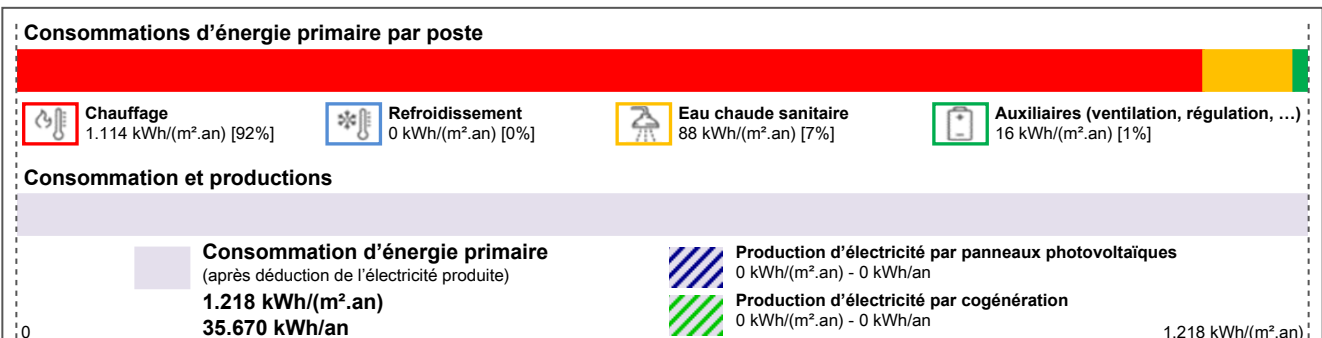 Consommations d’énergie primaire par poste
Chauffage
1.114 kWh/(m².an) [92%]
Refroidissement
0 kWh/(m².an) [0%]
Eau chaude sanitaire
88 kWh/(m².an) [7%]
Auxiliaires (ventilation, régulation, …)
16 kWh/(m².an) [1%]
Consommation et productions
Consommation d’énergie primaire
(après déduction de l’électricité produite)
1.218 kWh/(m².an)
35.670 kWh/an
Production d’électricité par panneaux photovoltaïques
0 kWh/(m².an) - 0 kWh/an
Production d’électricité par cogénération
0 kWh/(m².an) - 0 kWh/an
0
1.218 kWh/(m².an)